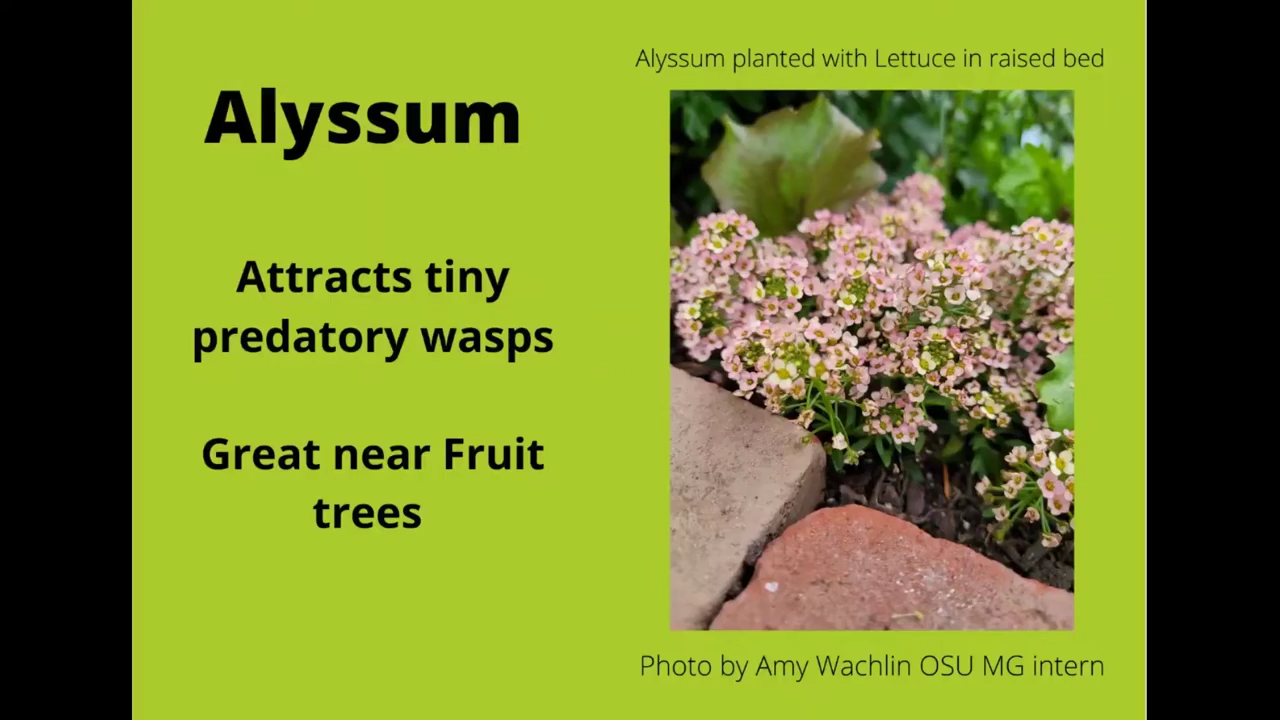 Alyssum
Attracts tiny
predatory wasps
Great near Fruit
trees
Alyssum planted with Lettuce in raised bed
Photo by Amy Wachlin OSU MG intern